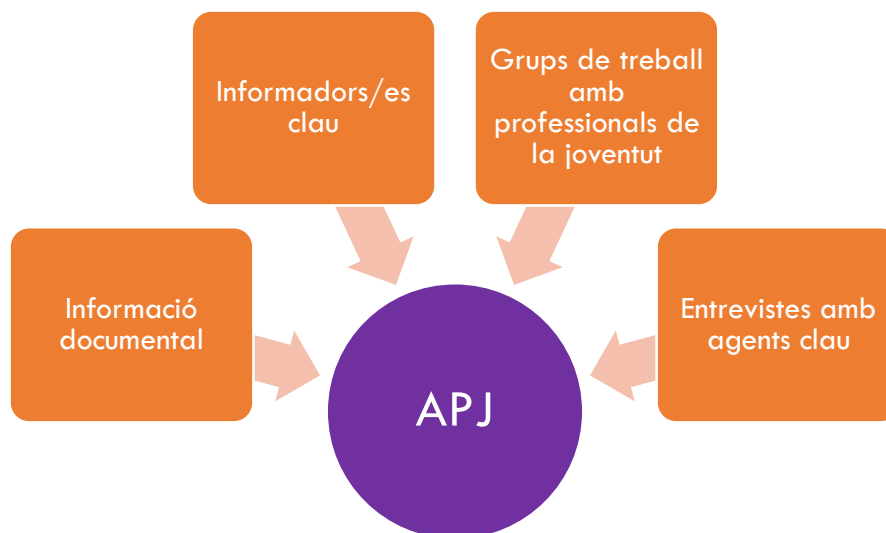 Informadors/es
clau
Grups de treball
amb
professionals de
la joventut
Informació
documental
Entrevistes amb
agents clau
APJ